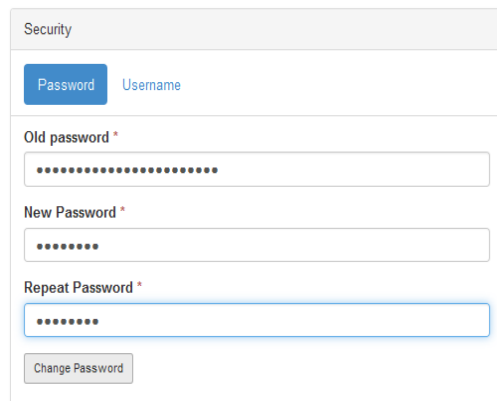 Security
Password Username
Old password *
•••••••••••••••••••••••
New Password *
••••••••
Repeat Password *
••••••••
Change Password